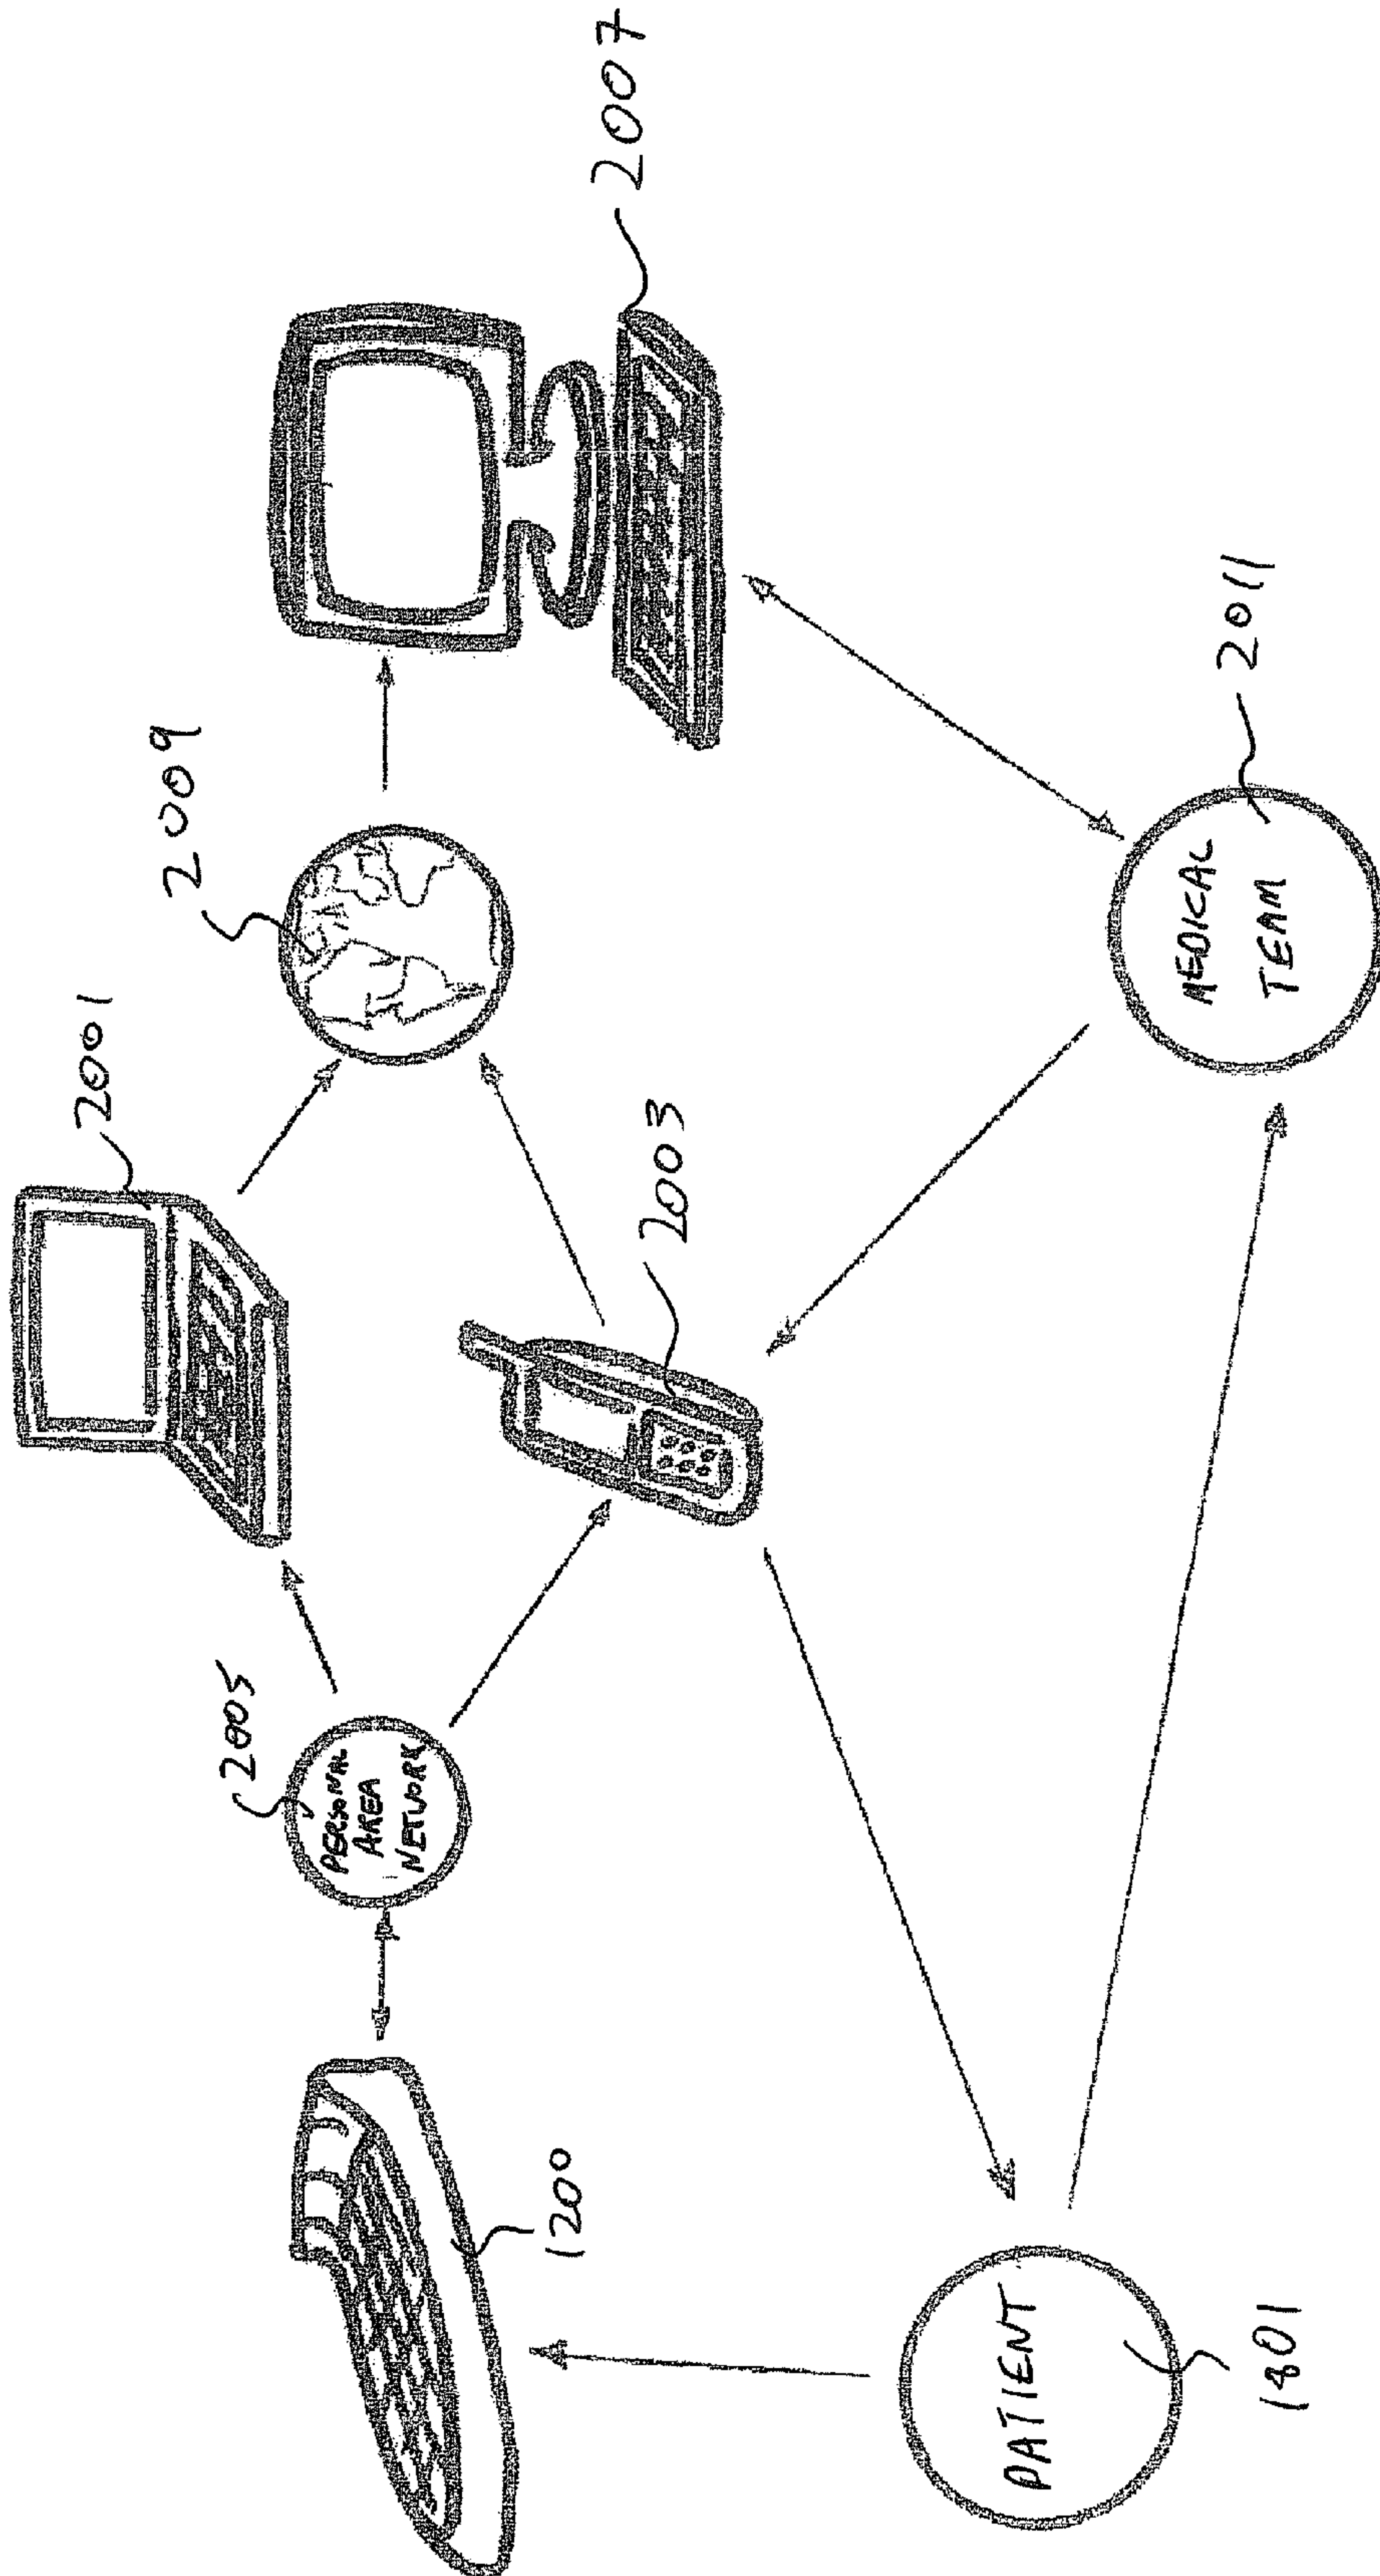 2001
2009
2007
2005
PERSONAL
AREA
NETWORK
2003
1200
PATIENT
1801
MEDICAL
TEAM
2011